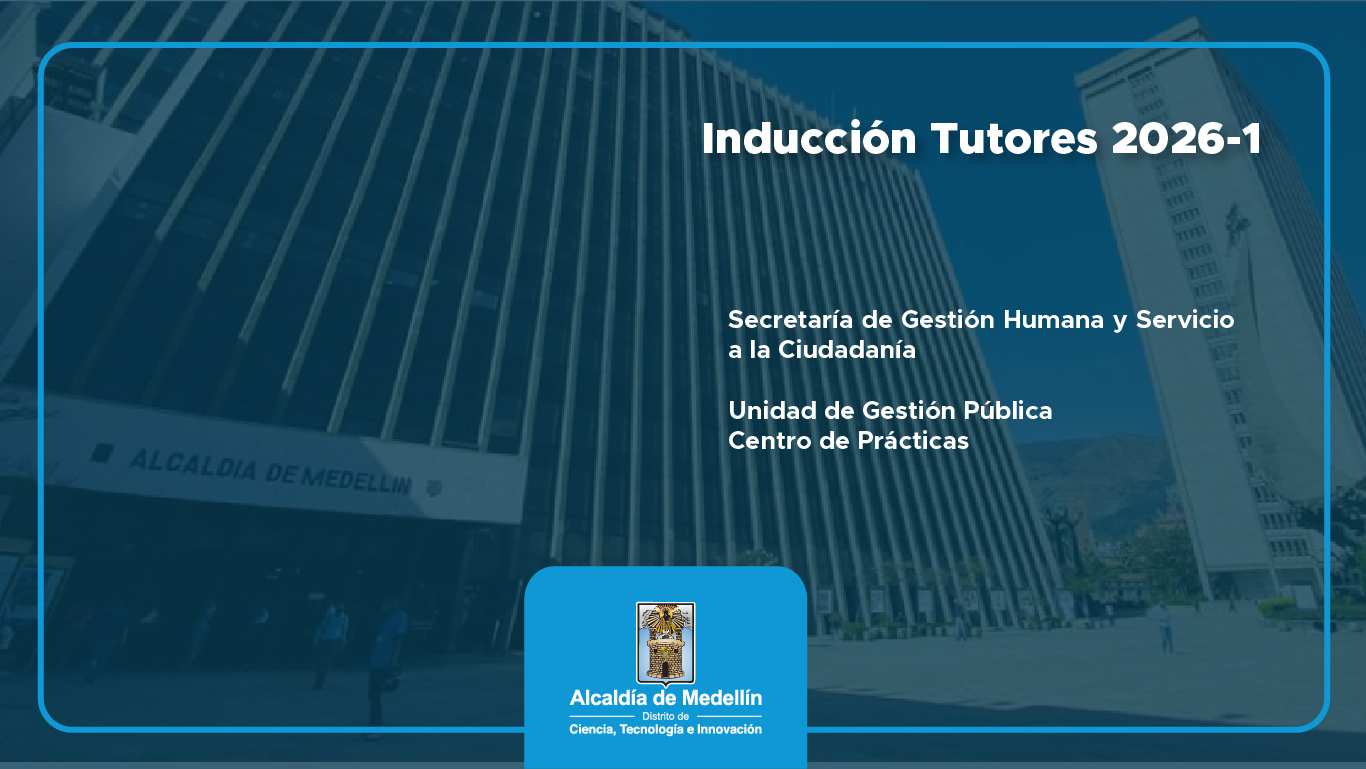 Inducción Tutores 2026-1
Secretaría de Gestión Humana y Servicio
a la Ciudadanía
Unidad de Gestión Pública
Centro de Prácticas
ALCALDIA DE MEDELLIN
Alcaldía de Medellín
Distrito de
Ciencia, Tecnología e Innovación